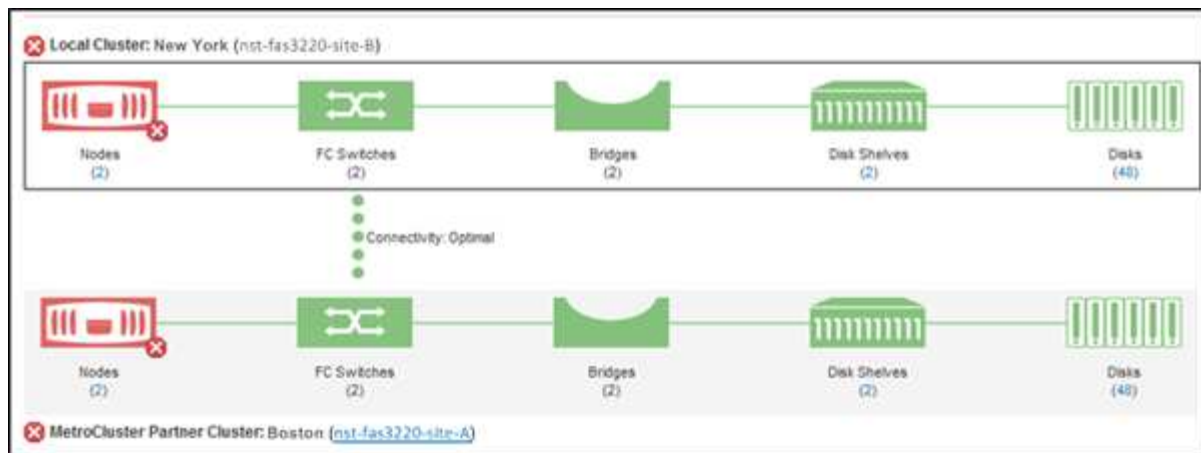 Local Cluster: New York (nst-fas3220-site-B)
Nodes FC Switches Bridges Disk Shelves Disks
(2) (2) (2) (2) (48)
Connectivity: Optimal
Nodes FC Switches Bridges Disk Shelves Disks
(2) (2) (2) (2) (48)
MetroCluster Partner Cluster: Boston (nst-fas3220-site-A)